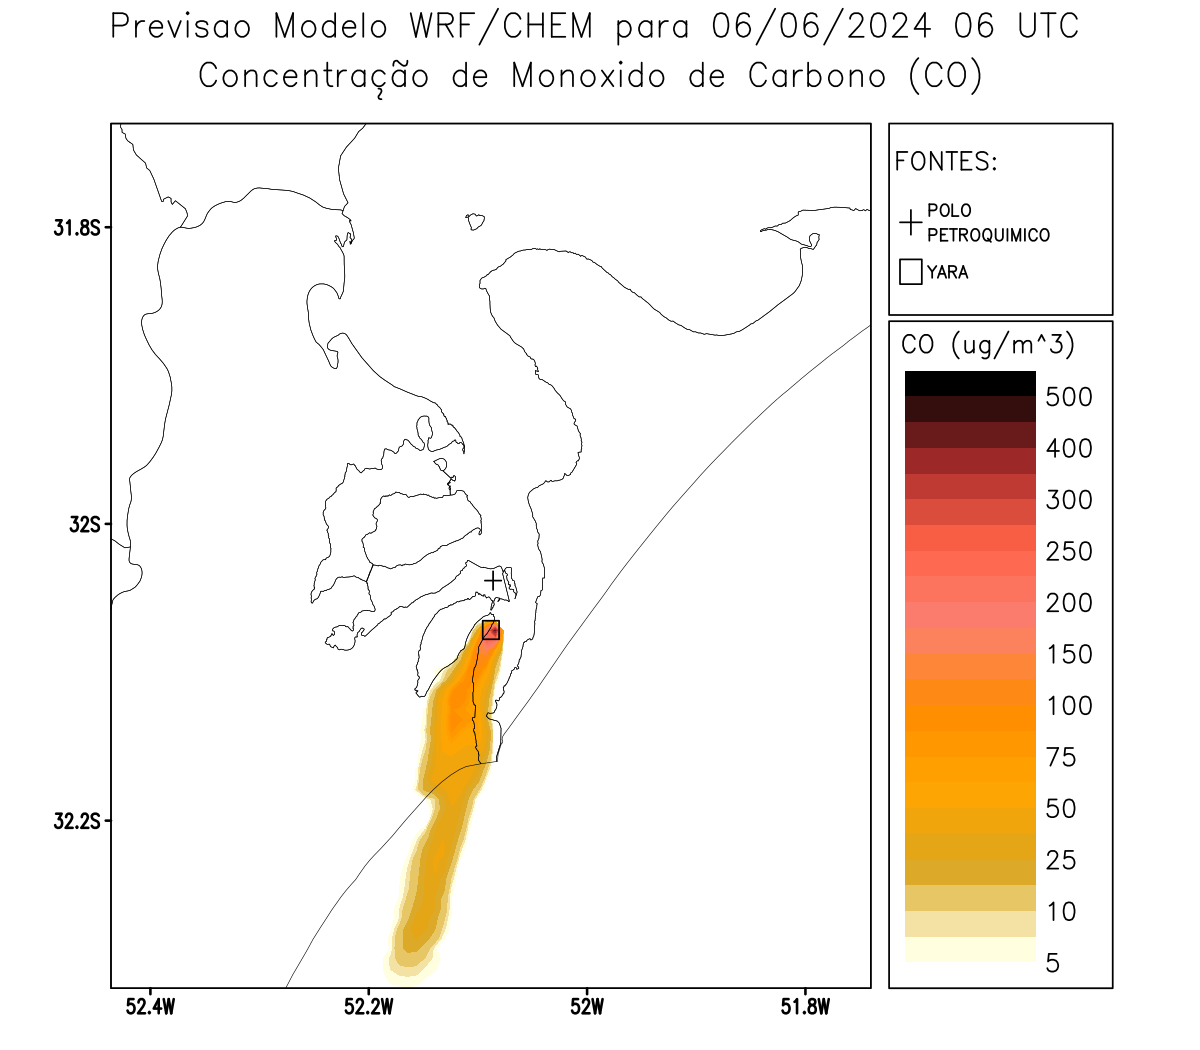 Previsao Modelo WRF/CHEM para 06/06/2024 06 UTC
Concentração de Monoxido de Carbono (CO)
FONTES:
POLO
PETROQUIMICO
YARA
CO (ug/m^3)
500
400
300
250
200
150
100
75
50
25
10
5
31.8S
32S
32.2S
52.4W
52.2W
52W
51.8W